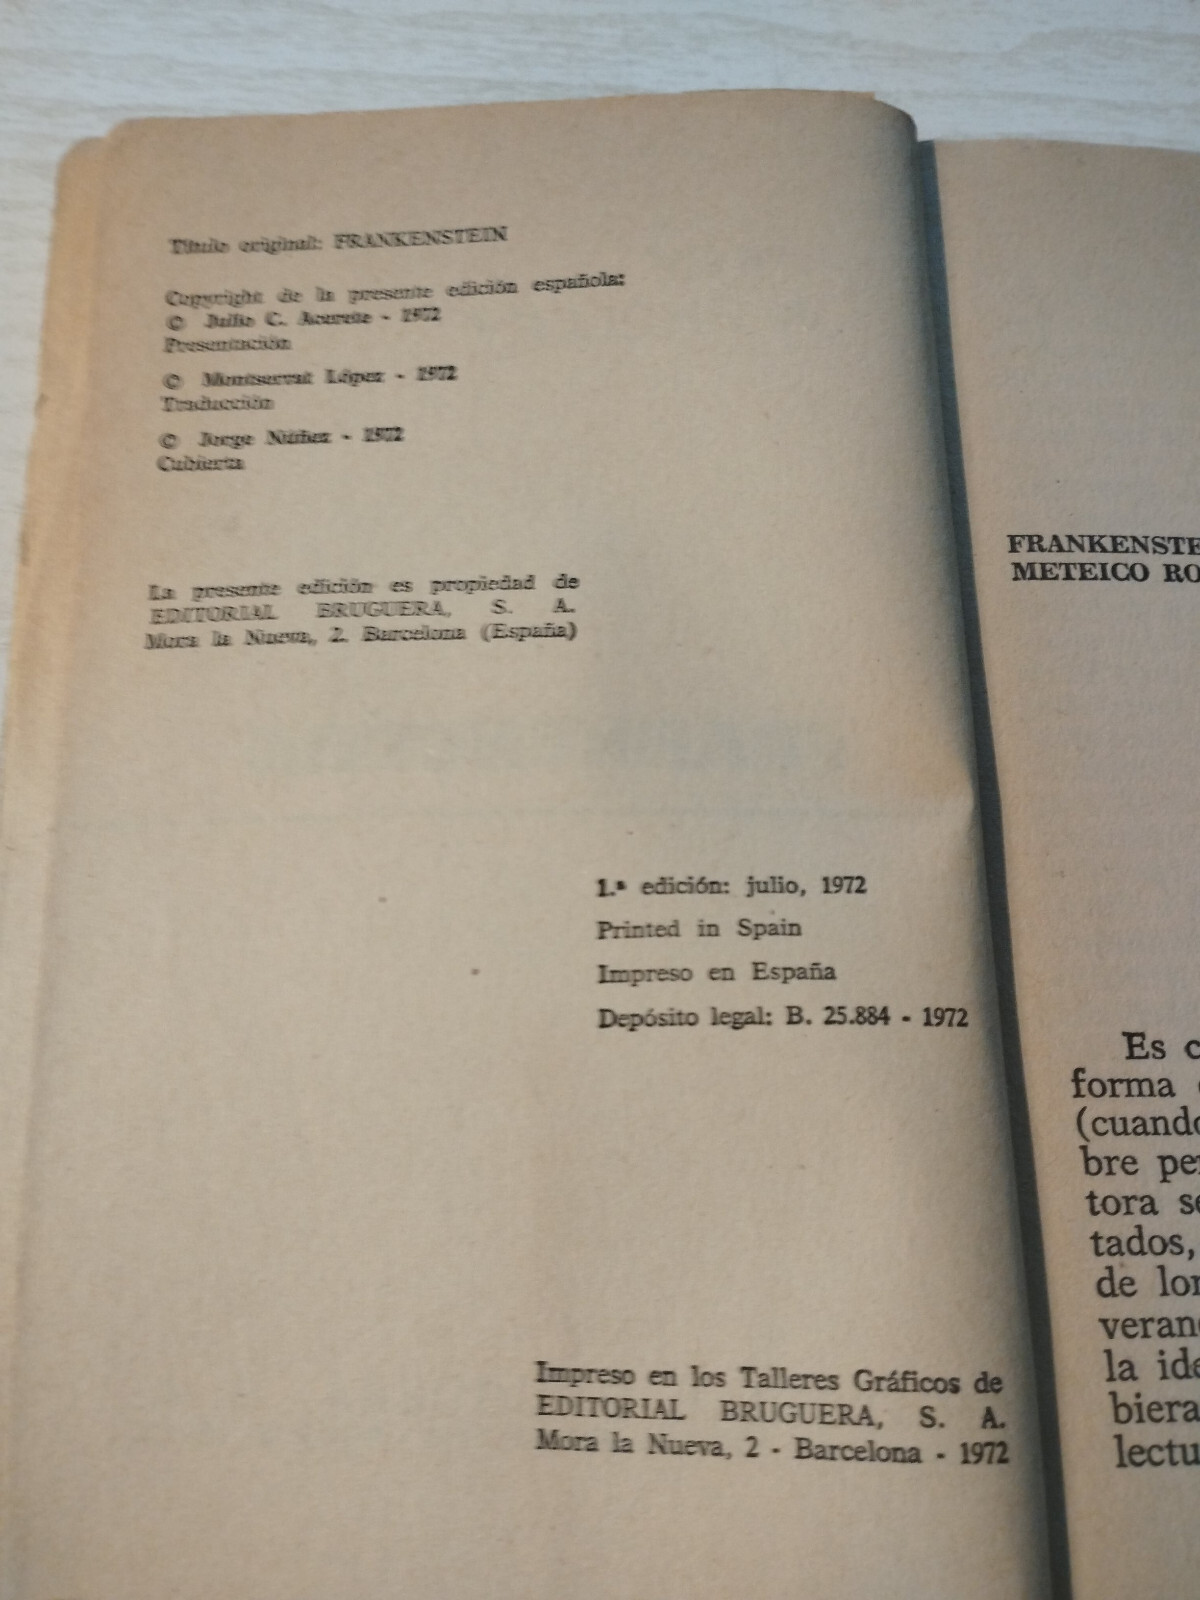 Título original: FRANKENSTEIN
Copyright de la presente edición española:
© Julio C. Acerete - 1972
Presentación
© Montserrat López - 1972
Traducción
© Jorge Núñez - 1972
Cubierta
La presente edición es propiedad de
EDITORIAL BRUGUERA, S. A.
Mora la Nueva, 2. Barcelona (España)
1.ª edición: julio, 1972
Printed in Spain
Impreso en España
Depósito legal: B. 25.884 - 1972
Impreso en los Talleres Gráficos de
EDITORIAL BRUGUERA, S. A.
Mora la Nueva, 2 - Barcelona - 1972
FRANKENSTE
METEICO RO
Es c
forma
(cuando
bre per
tora se
tados,
de lon
veran
la ide
biera
lectu